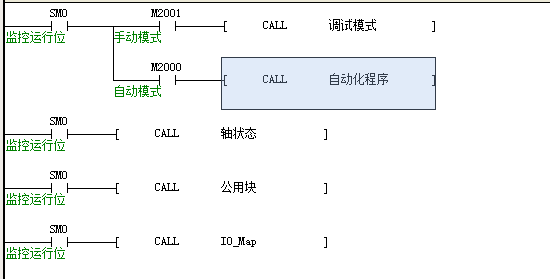 SM0 M2001
[ CALL 调试模式 ]
监控运行位 手动模式
M2000
[ CALL 自动化程序 ]
自动模式
SM0
[ CALL 轴状态 ]
监控运行位
SM0
[ CALL 公用块 ]
监控运行位
SM0
[ CALL IO_Map ]
监控运行位